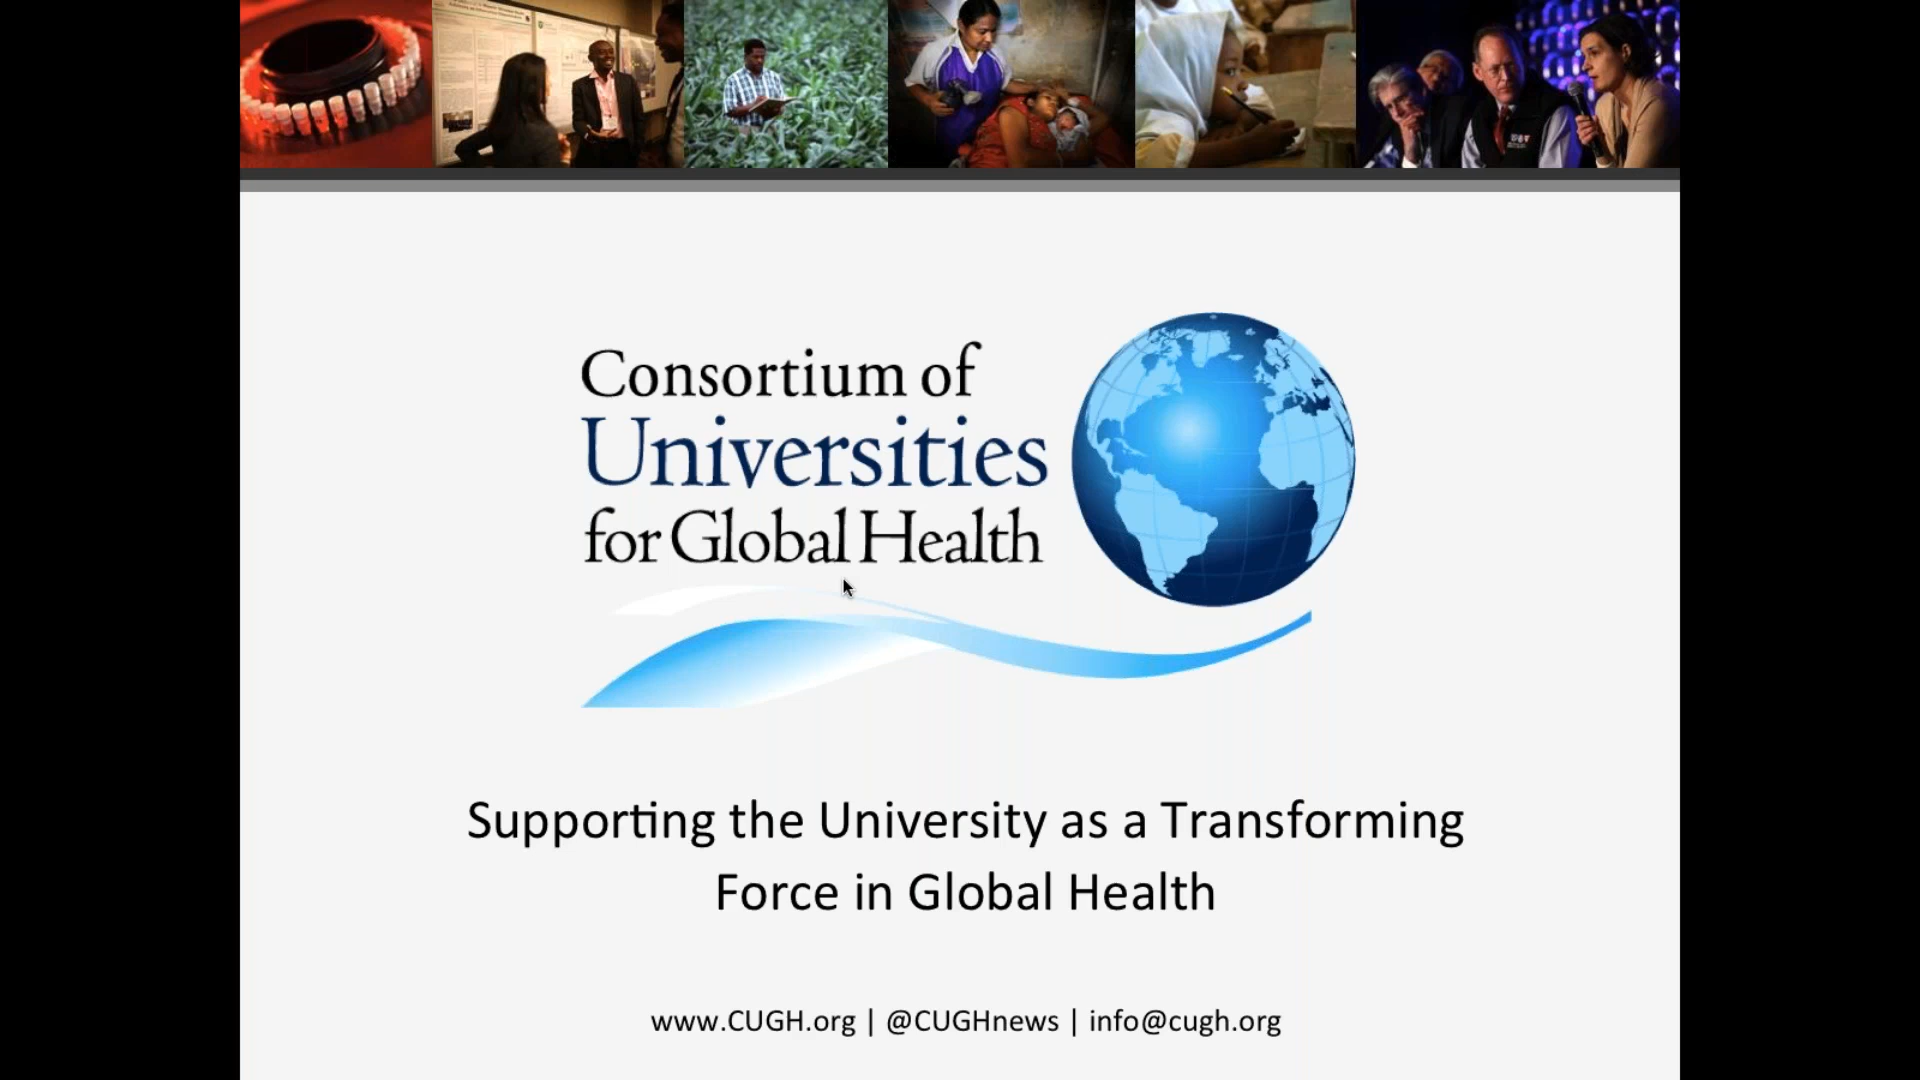 Consortium of
Universities
for Global Health
Supporting the University as a Transforming
Force in Global Health
www.CUGH.org | @CUGHnews | info@cugh.org